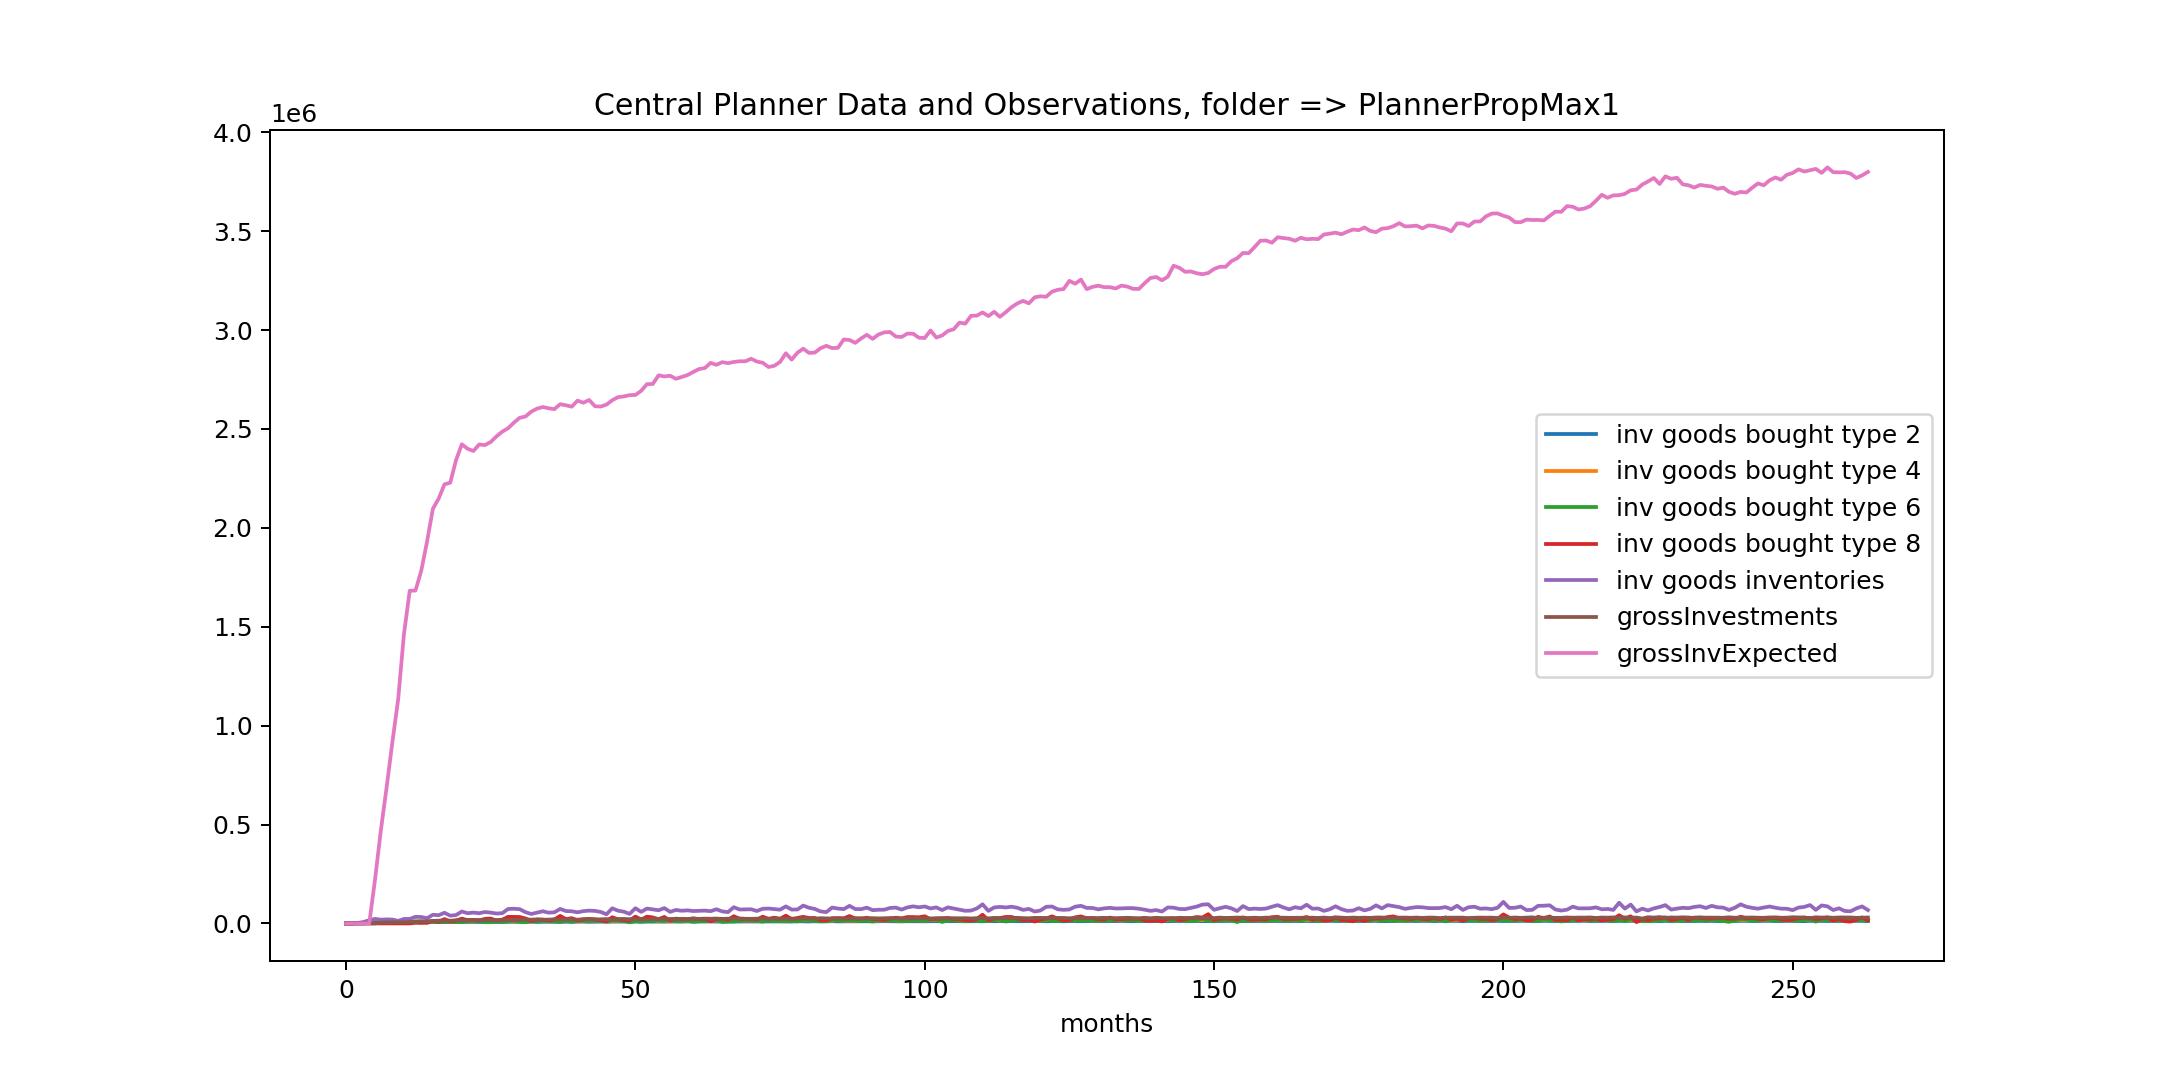 Central Planner Data and Observations, folder => PlannerPropMax1
1e6
4.0
3.5
3.0
2.5
2.0
1.5
1.0
0.5
0.0
inv goods bought type 2
inv goods bought type 4
inv goods bought type 6
inv goods bought type 8
inv goods inventories
grossInvestments
grossInvExpected
0 50 100 150 200 250
months